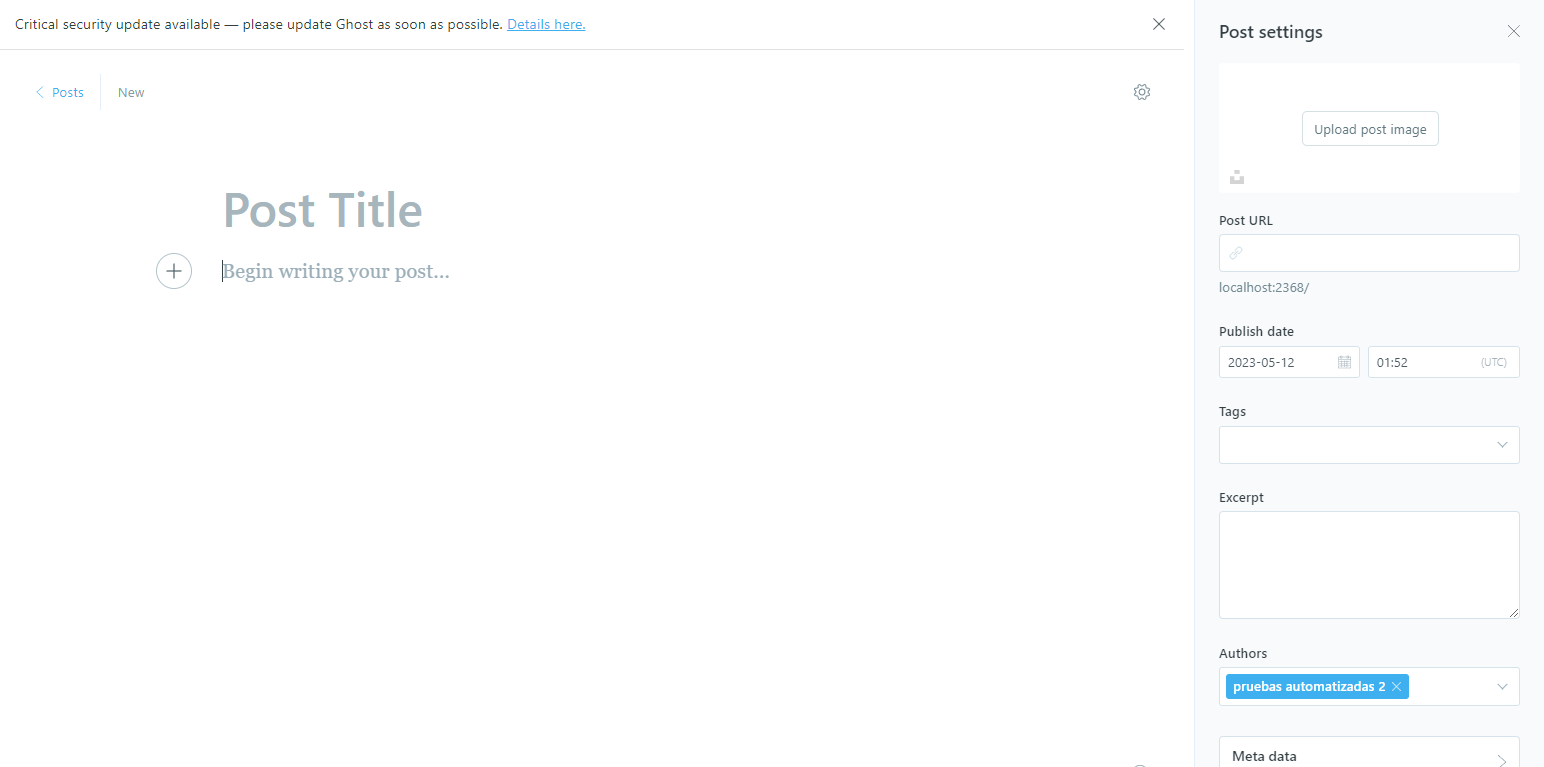 Critical security update available — please update Ghost as soon as possible. Details here.
Posts
New
Post Title
Begin writing your post...
Post settings
Upload post image
Post URL
localhost:2368/
Publish date
2023-05-12
01:52
(UTC)
Tags
Excerpt
Authors
pruebas automatizadas 2
Meta data